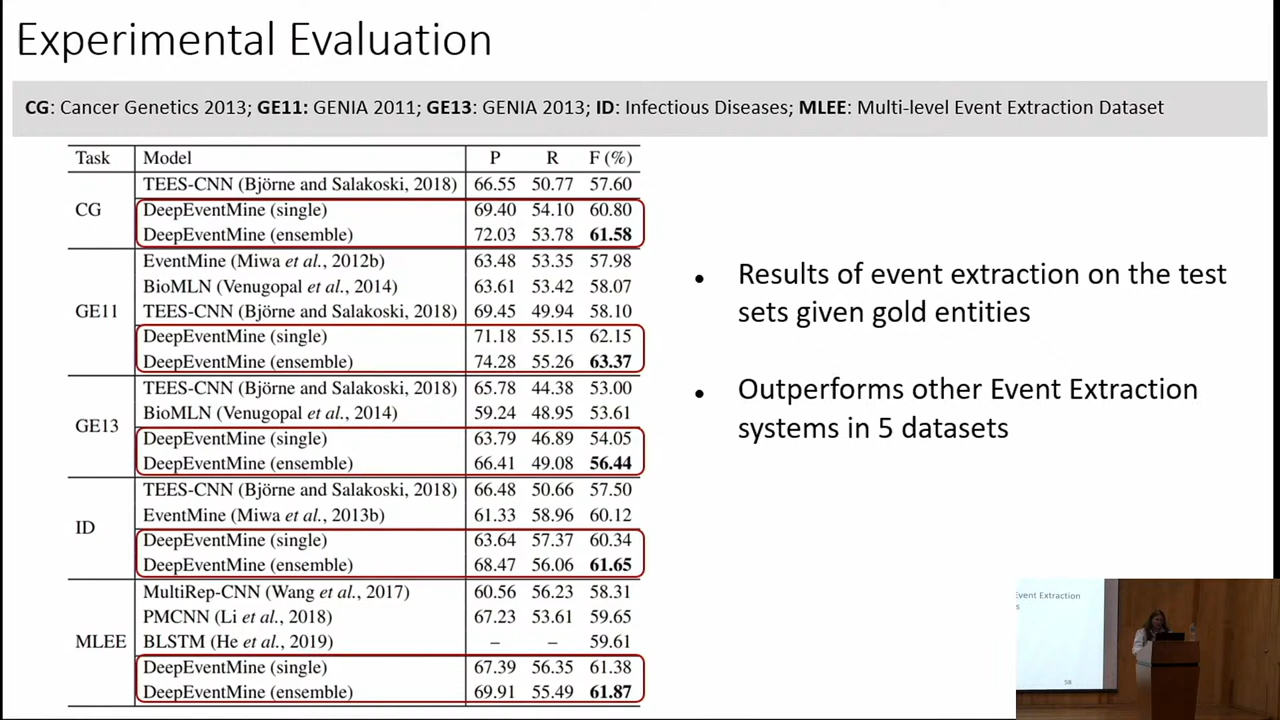 Experimental Evaluation
CG: Cancer Genetics 2013; GE11: GENIA 2011; GE13: GENIA 2013; ID: Infectious Diseases; MLEE: Multi-level Event Extraction Dataset
Task Model P R F (%)
CG
TEES-CNN (Björne and Salakoski, 2018) 66.55 50.77 57.60
DeepEventMine (single) 69.40 54.10 60.80
DeepEventMine (ensemble) 72.03 53.78 61.58
GE11
EventMine (Miwa et al., 2012b) 63.48 53.35 57.98
BioMLN (Venugopal et al., 2014) 63.61 53.42 58.07
TEES-CNN (Björne and Salakoski, 2018) 69.45 49.94 58.10
DeepEventMine (single) 71.18 55.15 62.15
DeepEventMine (ensemble) 74.28 55.26 63.37
GE13
TEES-CNN (Björne and Salakoski, 2018) 65.78 44.38 53.00
BioMLN (Venugopal et al., 2014) 59.24 48.95 53.61
DeepEventMine (single) 63.79 46.89 54.05
DeepEventMine (ensemble) 66.41 49.08 56.44
ID
TEES-CNN (Björne and Salakoski, 2018) 66.48 50.66 57.50
EventMine (Miwa et al., 2013b) 61.33 58.96 60.12
DeepEventMine (single) 63.64 57.37 60.34
DeepEventMine (ensemble) 68.47 56.06 61.65
MLEE
MultiRep-CNN (Wang et al., 2017) 60.56 56.23 58.31
PMCNN (Li et al., 2018) 67.23 53.61 59.65
BLSTM (He et al., 2019) – – 59.61
DeepEventMine (single) 67.39 56.35 61.38
DeepEventMine (ensemble) 69.91 55.49 61.87
• Results of event extraction on the test
sets given gold entities
• Outperforms other Event Extraction
systems in 5 datasets
Event Extraction
s
58